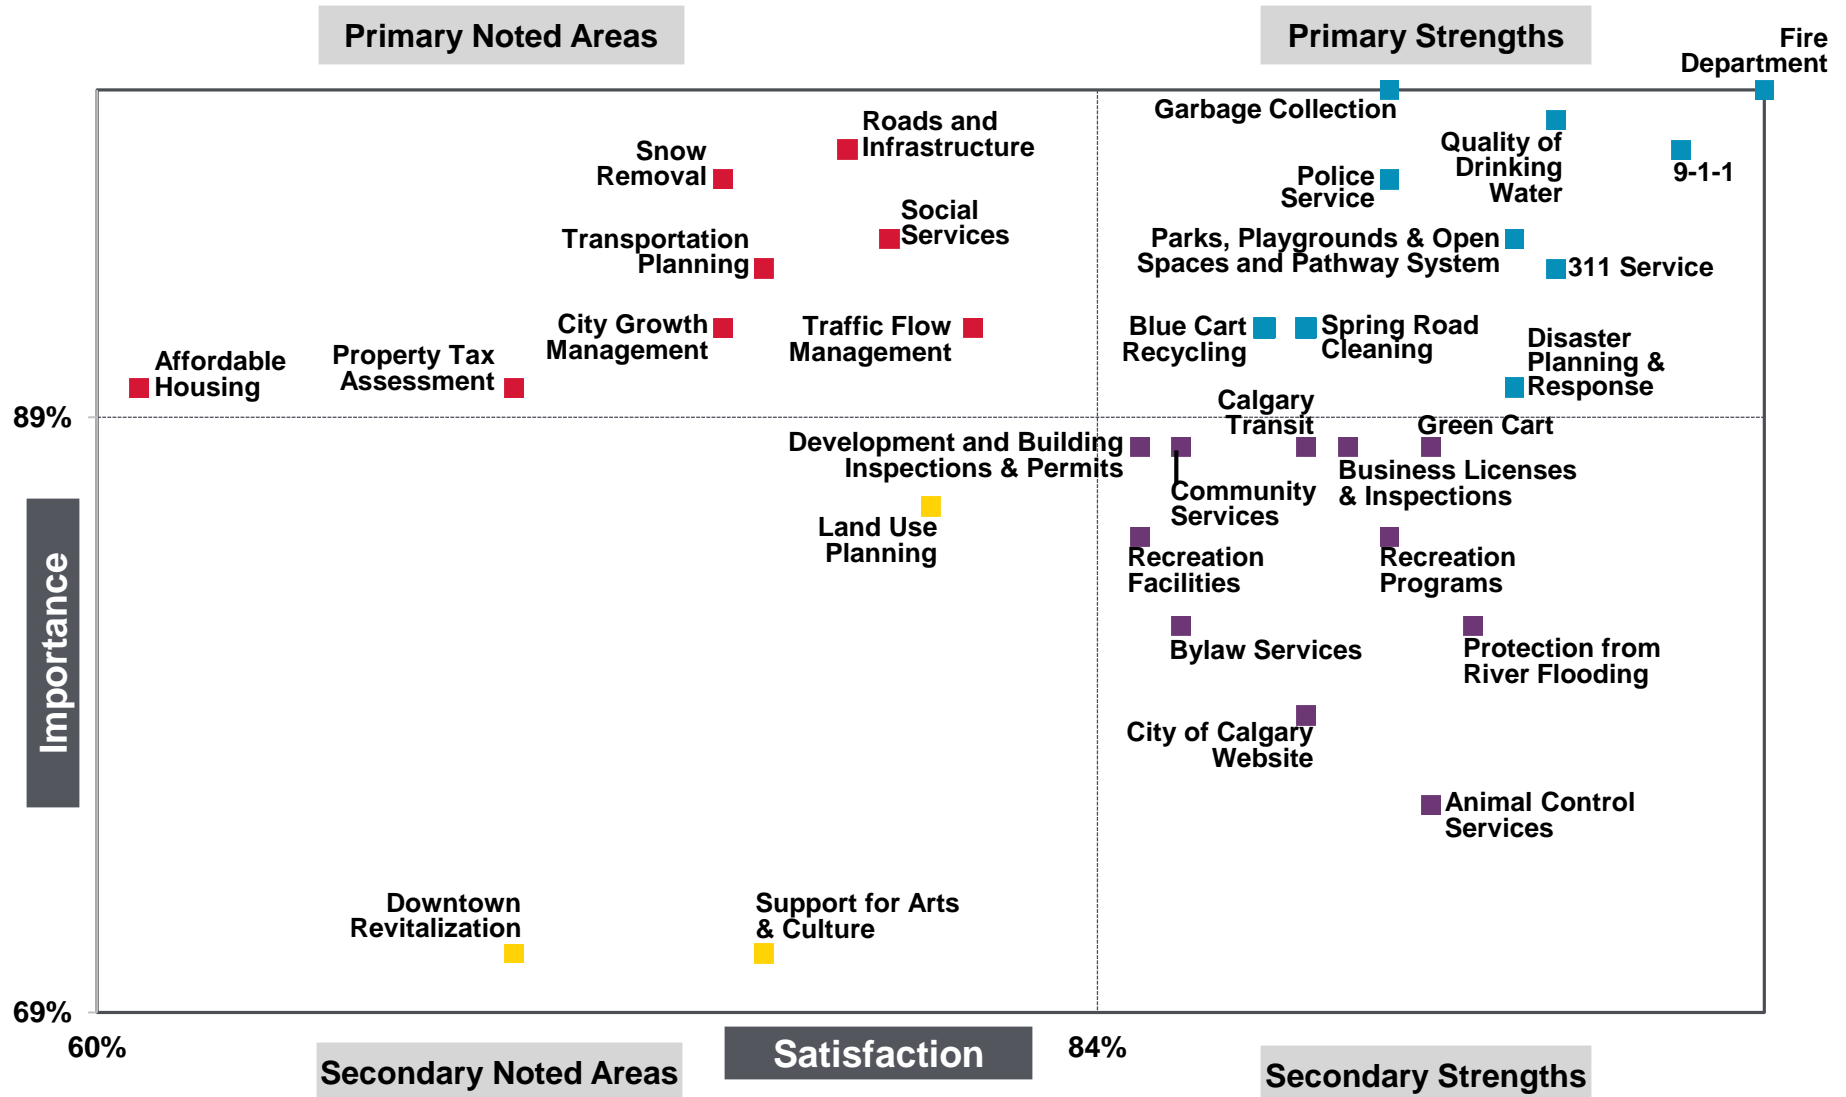 Primary Noted Areas
Primary Strengths
Fire
Department
Garbage Collection
Roads and
Infrastructure
Snow
Removal
Quality of
Drinking
Water
9-1-1
Police
Service
Social
Services
Transportation
Planning
Parks, Playgrounds & Open
Spaces and Pathway System
311 Service
City Growth
Management
Traffic Flow
Management
Blue Cart
Recycling
Spring Road
Cleaning
Disaster
Planning &
Response
Affordable
Housing
Property Tax
Assessment
89%
Calgary
Transit
Green Cart
Development and Building
Inspections & Permits
Business Licenses
& Inspections
Community
Services
Land Use
Planning
Recreation
Facilities
Recreation
Programs
Bylaw Services
Protection from
River Flooding
Importance
City of Calgary
Website
Animal Control
Services
Downtown
Revitalization
Support for Arts
& Culture
69%
60%
Satisfaction
84%
Secondary Noted Areas
Secondary Strengths